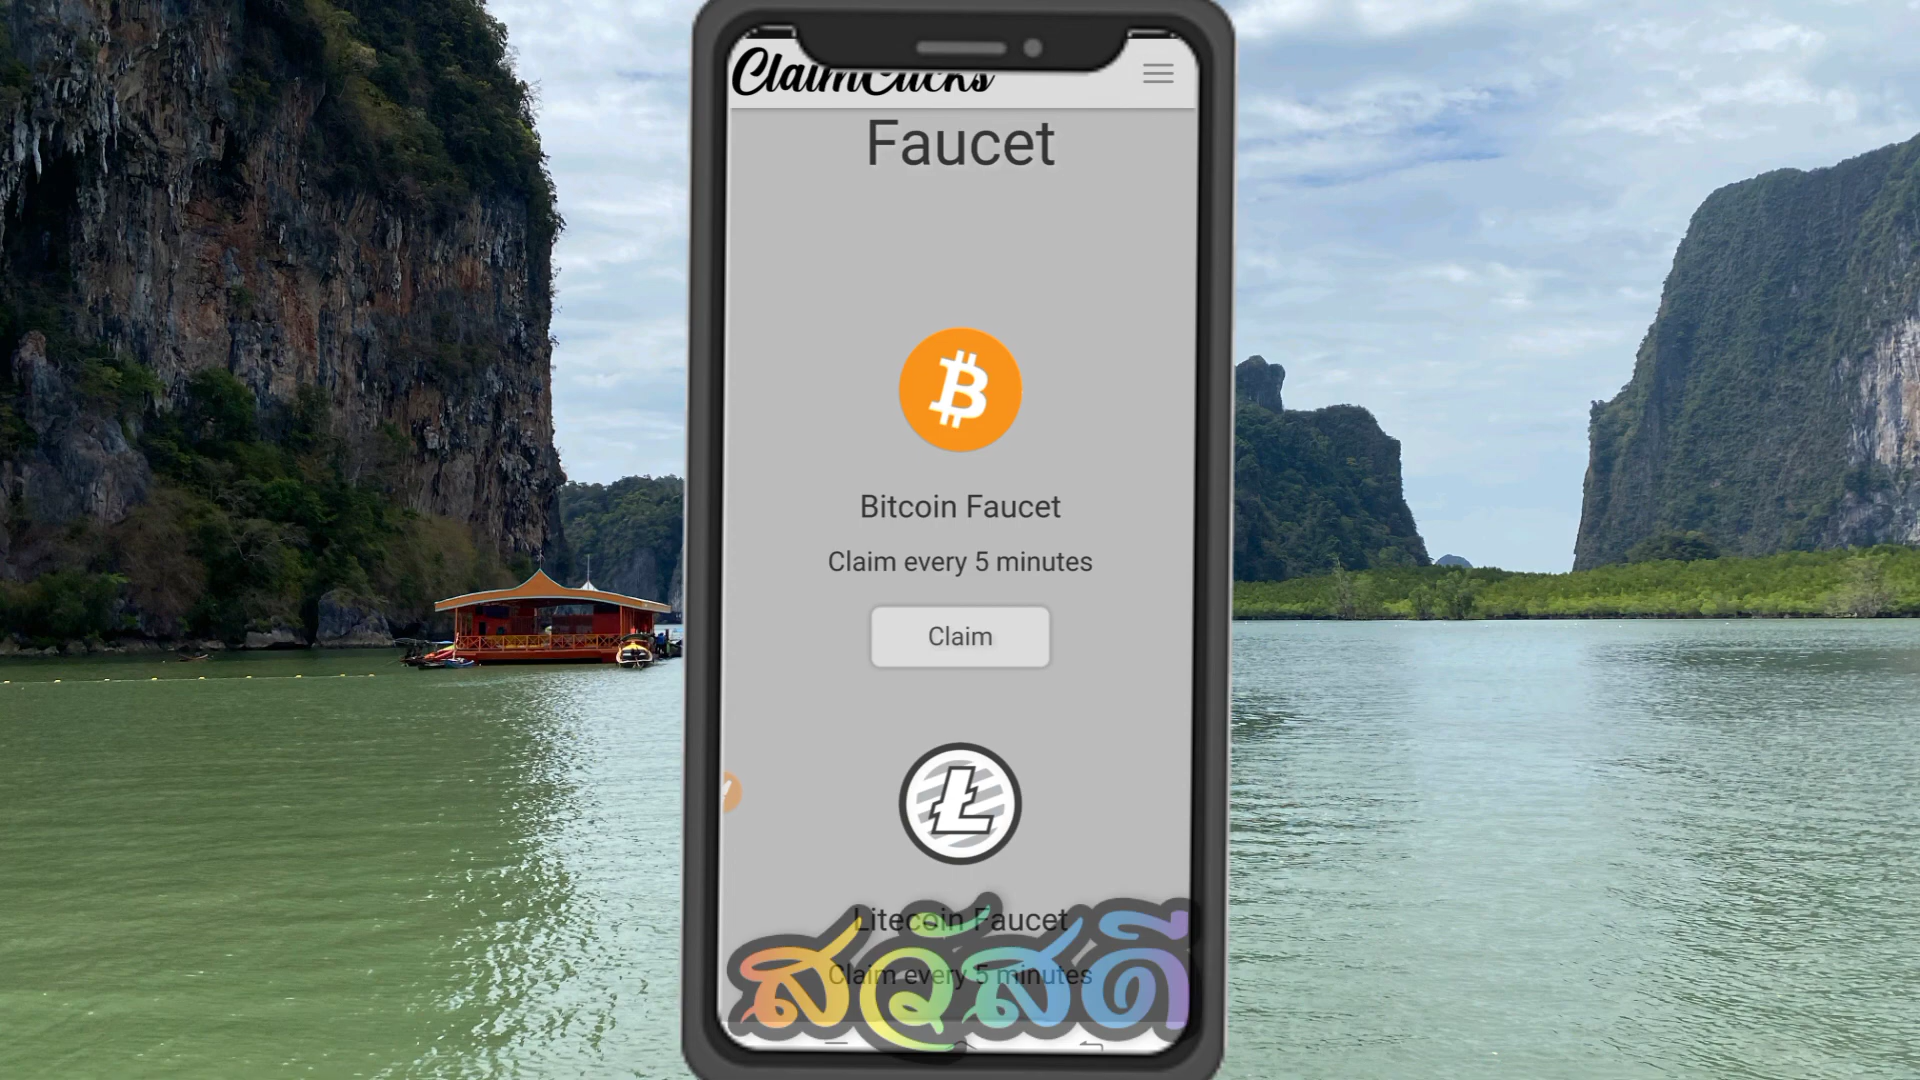 ClaimClicks
Faucet
Bitcoin Faucet
Claim every 5 minutes
Claim
Litecoin Faucet
Claim every 5 minutes
สวัสดี